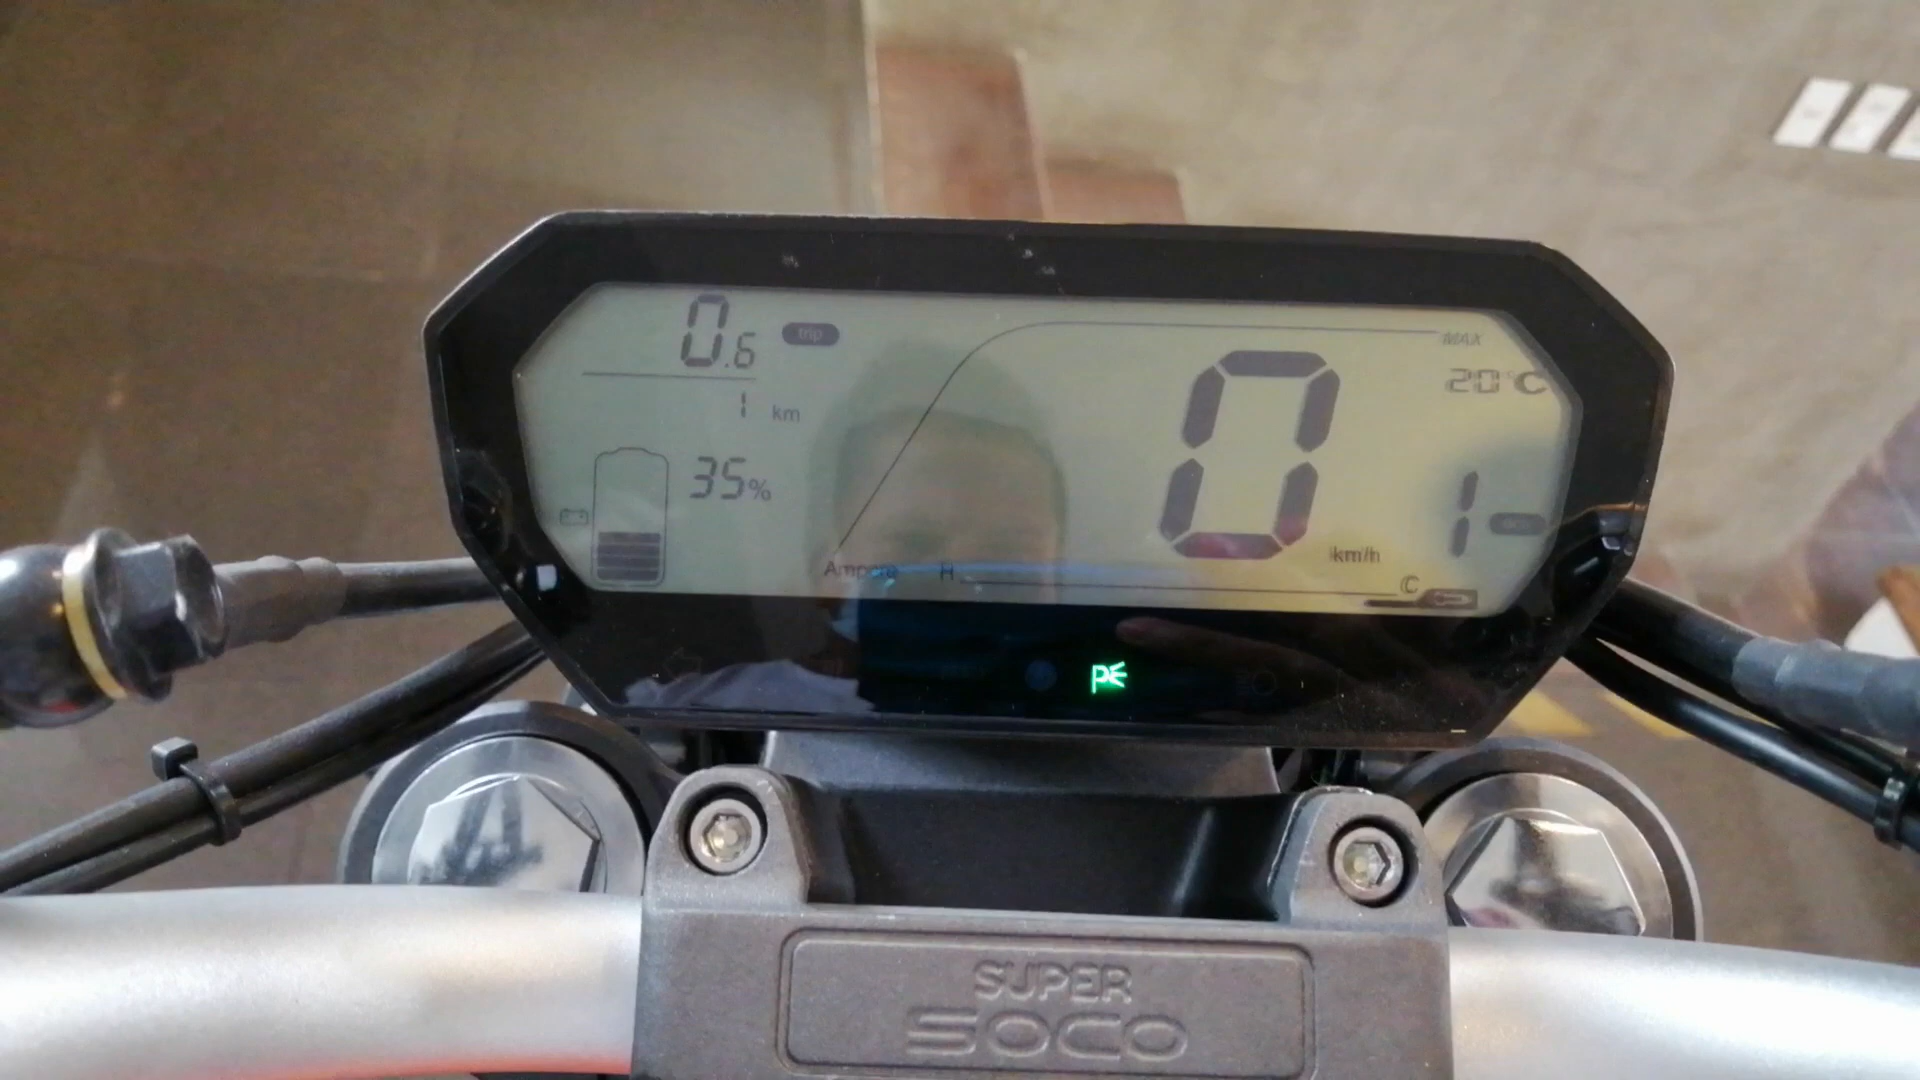 0.6 trip
MAX
20°C
1 km
35%
0 km/h
1
Ampere
H
C
P
SUPER
SOCO